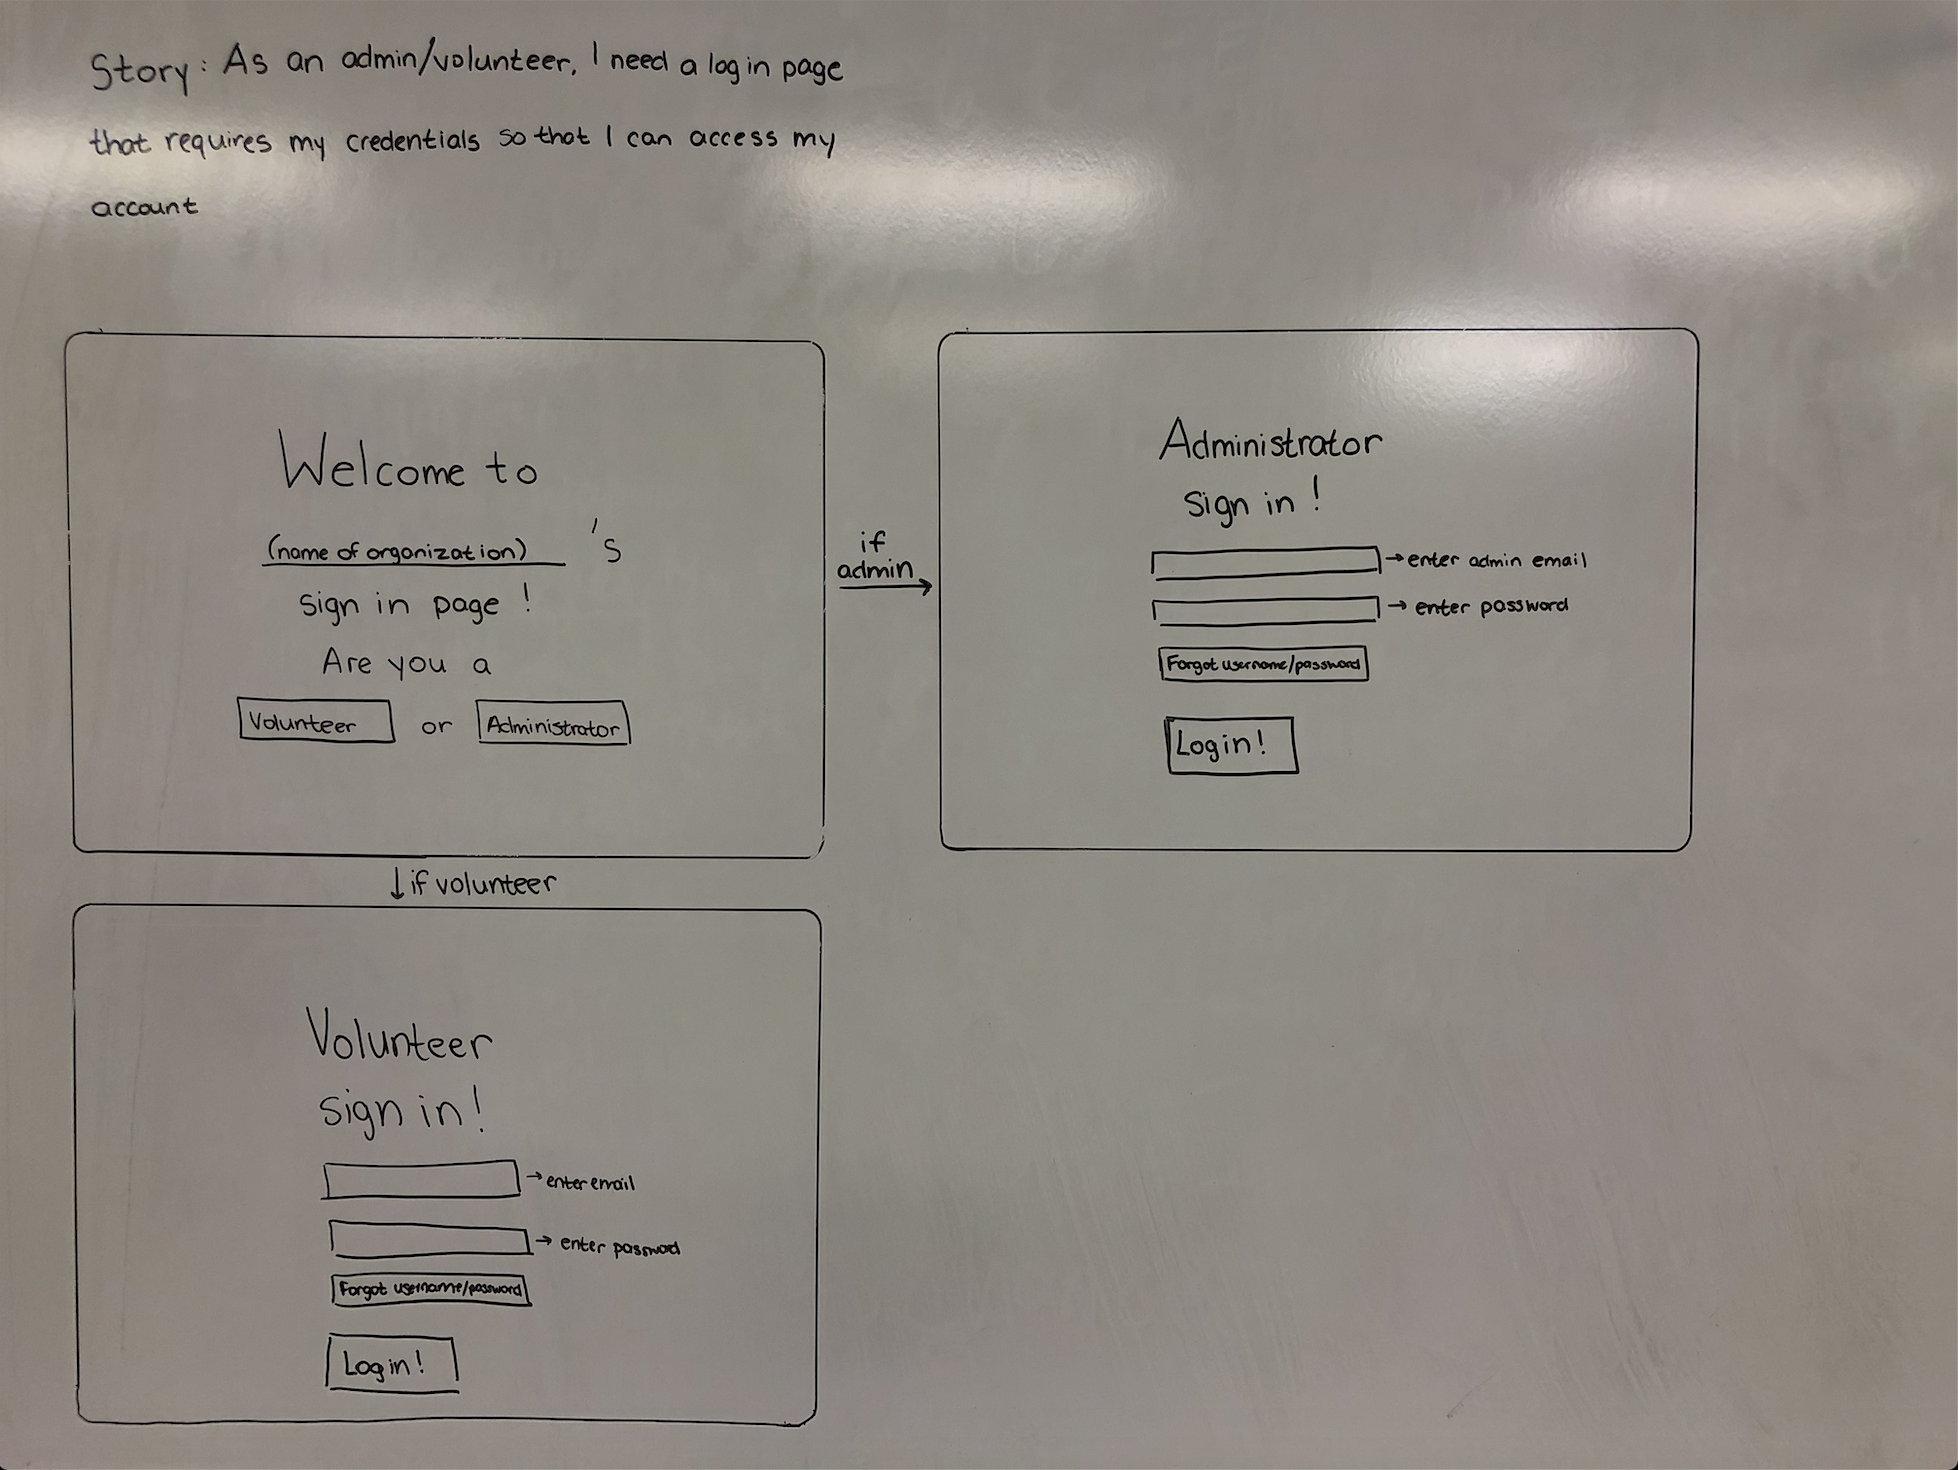 Story: As an admin/volunteer, I need a log in page
that requires my credentials so that I can access my
account
Welcome to
(name of organization) 's
sign in page !
Are you a
Volunteer or Administrator
if
admin
Administrator
sign in !
→ enter admin email
→ enter password
Forgot username/password
Login!
↓ if volunteer
Volunteer
sign in!
→ enter email
→ enter password
Forgot username/password
Login!